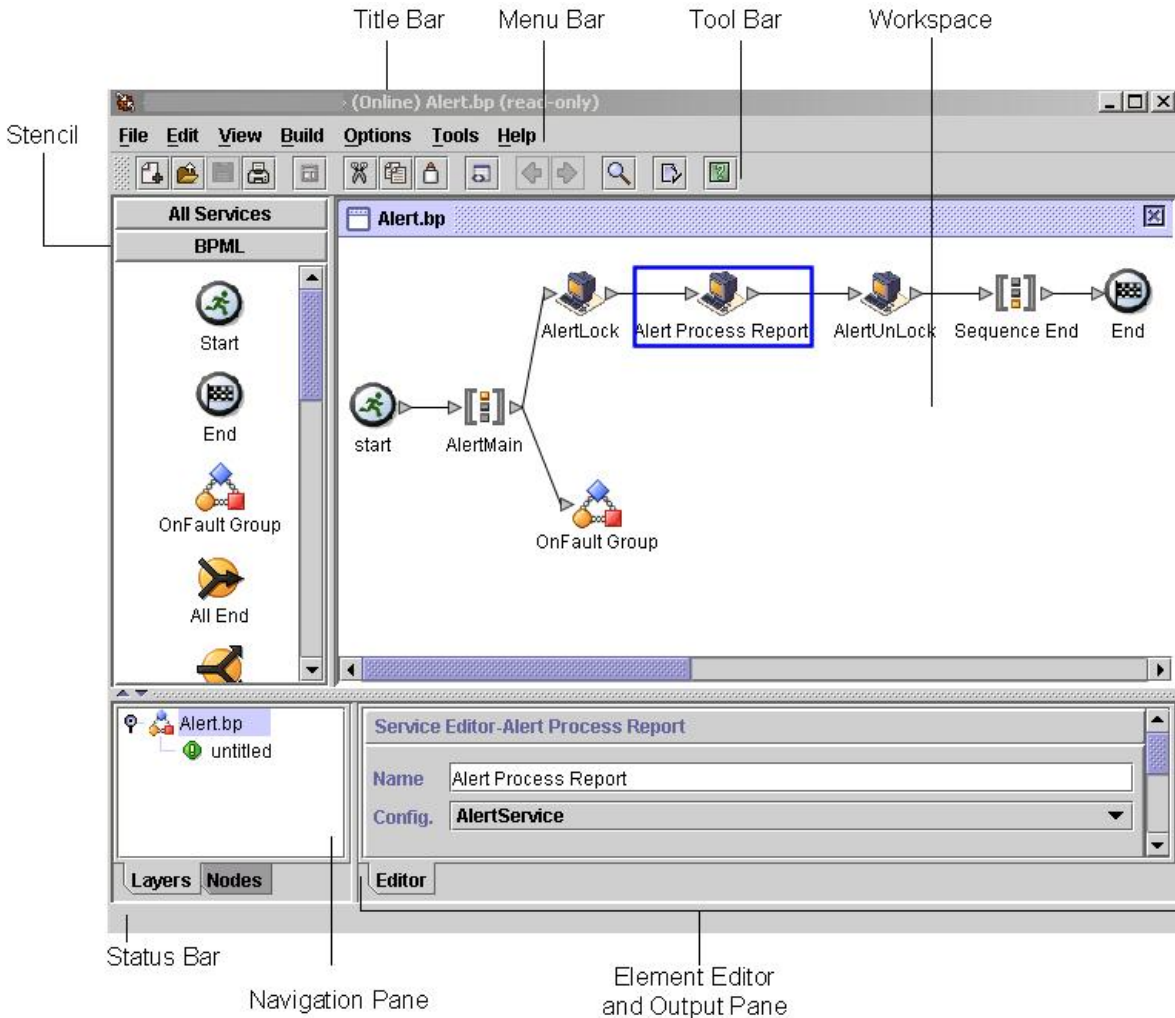 Title Bar
Menu Bar
Tool Bar
Workspace
Stencil
(Online) Alert.bp (read-only)
File Edit View Build Options Tools Help
All Services
BPML
Start
End
OnFault Group
All End
Alert.bp
AlertLock
Alert Process Report
AlertUnLock
Sequence End
End
start
AlertMain
OnFault Group
Alert.bp
untitled
Layers Nodes
Service Editor-Alert Process Report
Name Alert Process Report
Config. AlertService
Editor
Status Bar
Navigation Pane
Element Editor
and Output Pane